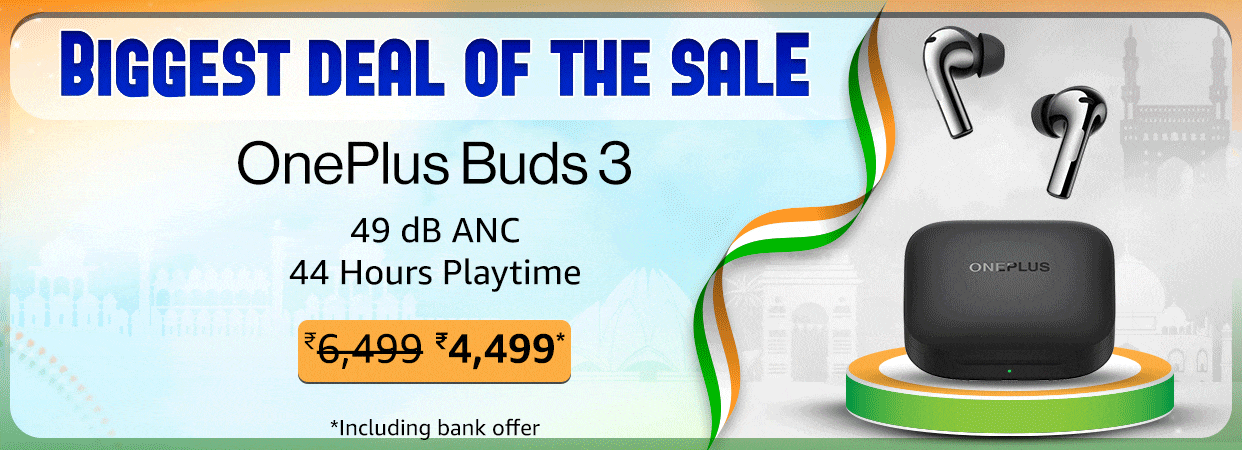 BIGGEST DEAL OF THE SALE
OnePlus Buds 3
49 dB ANC
44 Hours Playtime
₹6,499 ₹4,499*
*Including bank offer
ONEPLUS